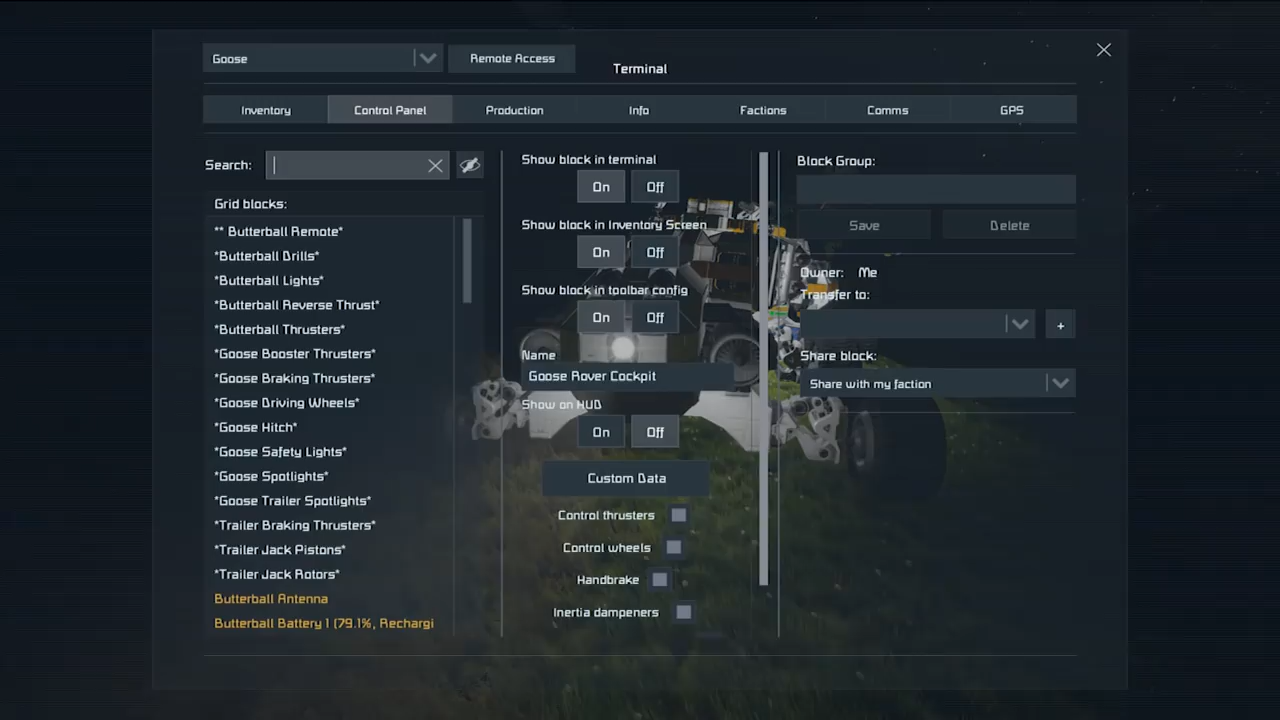 Goose
Remote Access
Terminal
Inventory
Control Panel
Production
Info
Factions
Comms
GPS
Search:
Grid blocks:
** Butterball Remote*
*Butterball Drills*
*Butterball Lights*
*Butterball Reverse Thrust*
*Butterball Thrusters*
*Goose Booster Thrusters*
*Goose Braking Thrusters*
*Goose Driving Wheels*
*Goose Hitch*
*Goose Safety Lights*
*Goose Spotlights*
*Goose Trailer Spotlights*
*Trailer Braking Thrusters*
*Trailer Jack Pistons*
*Trailer Jack Rotors*
Butterball Antenna
Butterball Battery 1 (79.1%, Rechargi
Show block in terminal
On Off
Show block in Inventory Screen
On Off
Show block in toolbar config
On Off
Name
Goose Rover Cockpit
Show on HUD
On Off
Custom Data
Control thrusters
Control wheels
Handbrake
Inertia dampeners
Block Group:
Save Delete
Owner: Me
Transfer to:
+
Share block:
Share with my faction